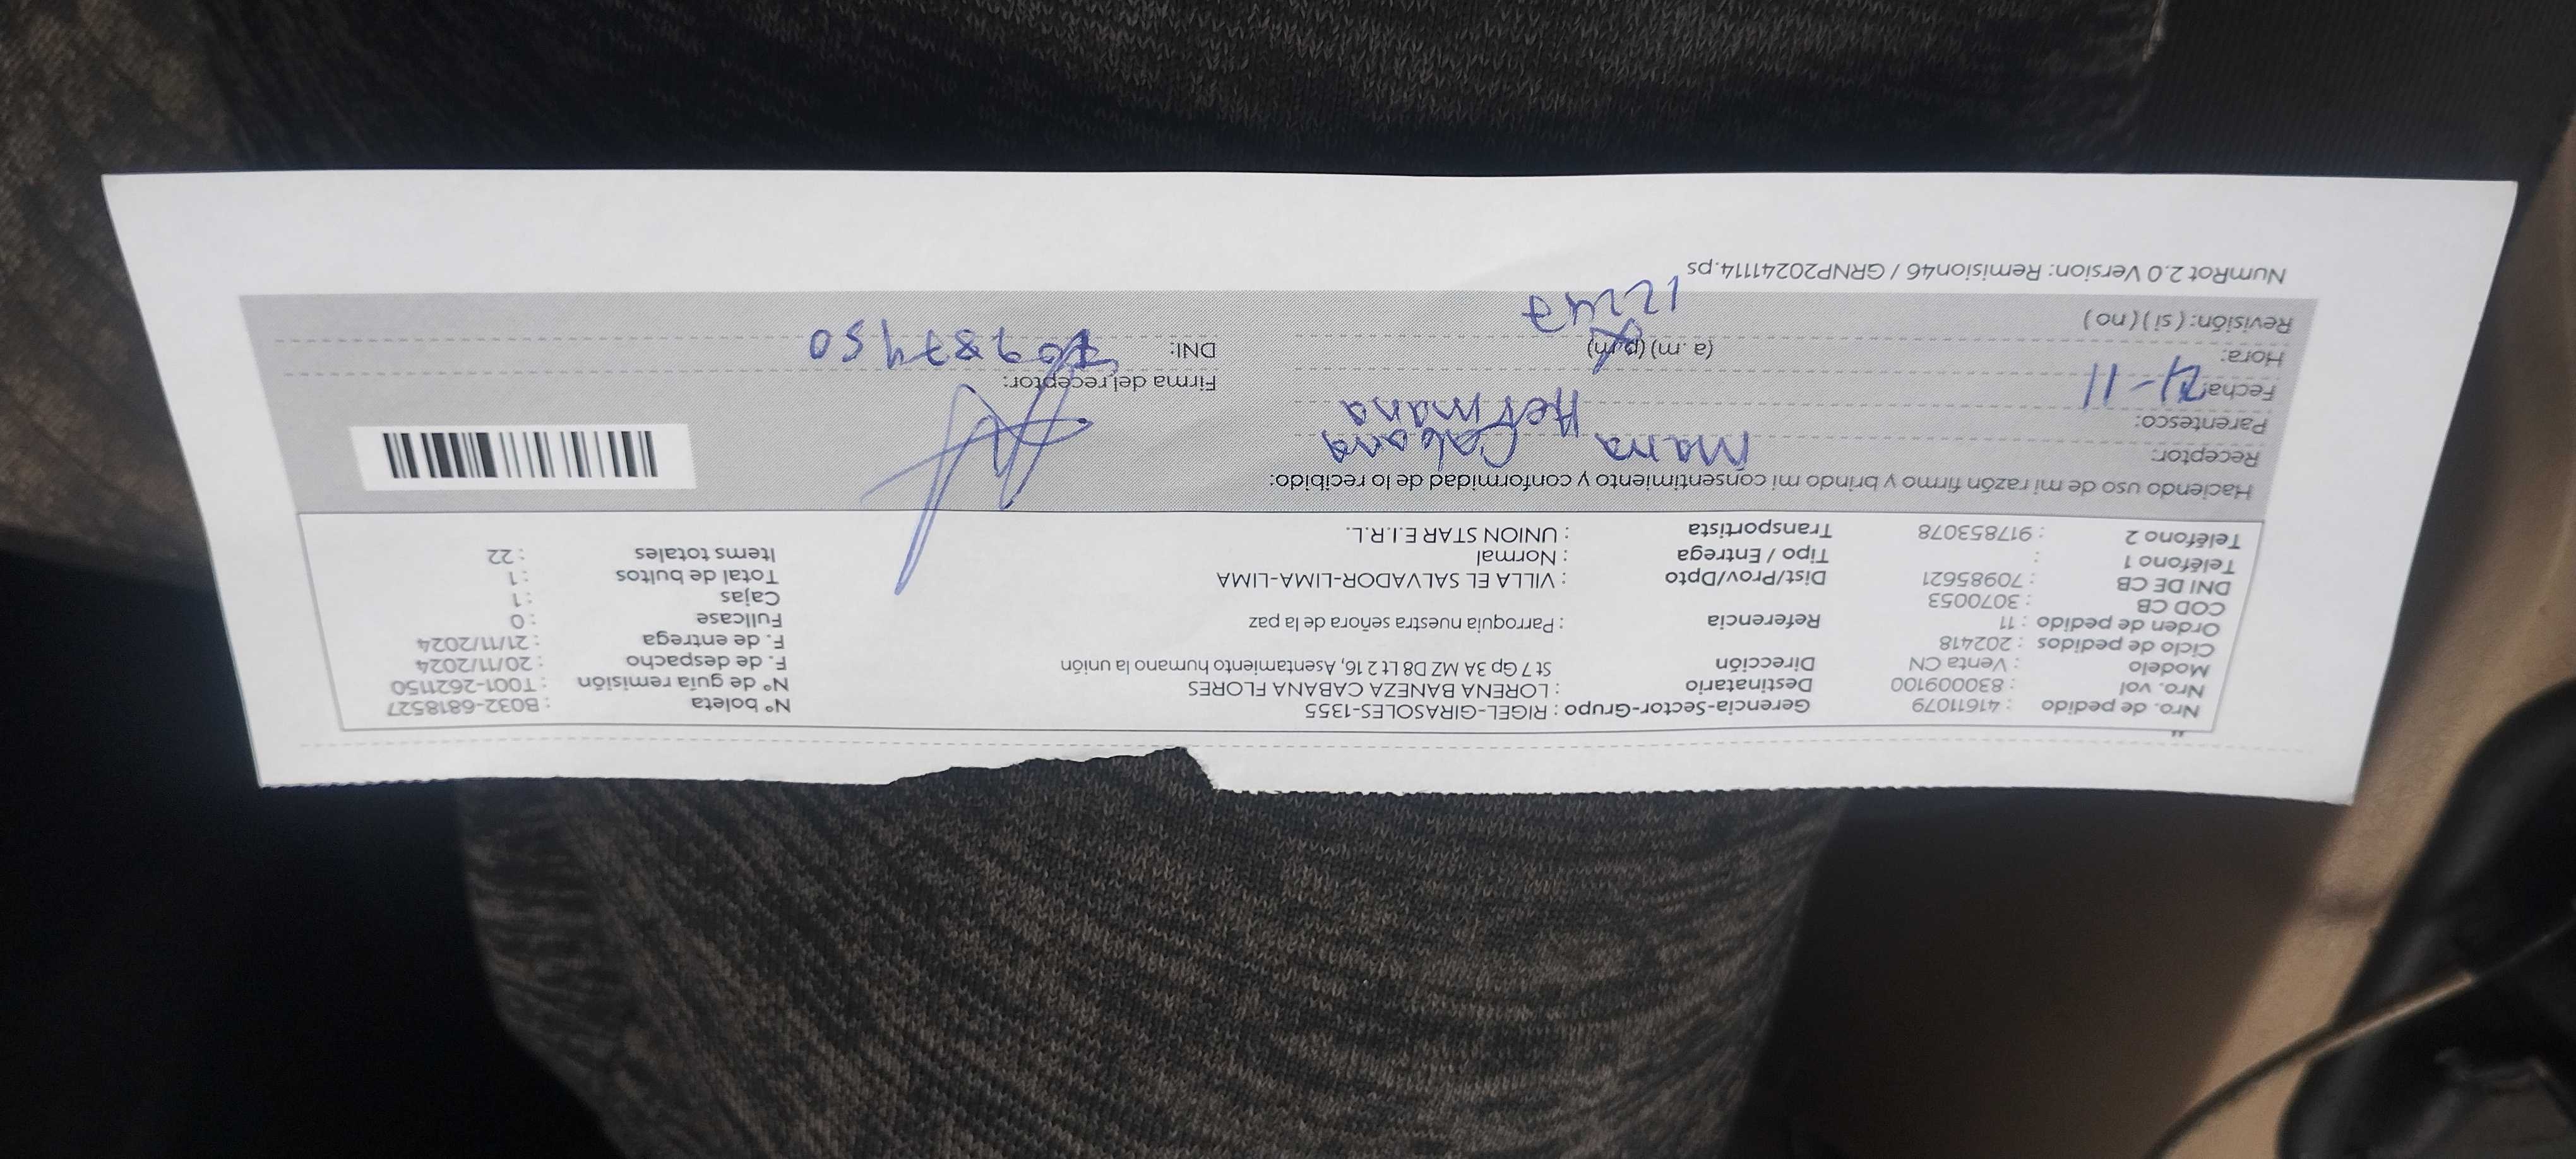 Nro. de pedido : 41611079 Gerencia-Sector-Grupo : RIGEL-GIRASOLES-1355 Nº boleta : B032-6818527
Nro. vol : 830009100 Destinatario : LORENA BANEZA CABANA FLORES Nº de guía remisión : T001-2621150
Modelo : Venta CN Dirección St 7 Gp 3A MZ D8 Lt 2 16, Asentamiento humano la unión F. de despacho : 20/11/2024
Ciclo de pedidos : 202418 F. de entrega : 21/11/2024
Orden de pedido : 11 Referencia : Parroquia nuestra señora de la paz Fullcase : 0
COD CB : 3070053 Cajas : 1
DNI DE CB : 70985621 Dist/Prov/Dpto : VILLA EL SALVADOR-LIMA-LIMA Total de bultos : 1
Teléfono 1 : Tipo / Entrega : Normal Items totales : 22
Teléfono 2 : 917853078 Transportista : UNION STAR E.I.R.L.
Haciendo uso de mi razón firmo y brindo mi consentimiento y conformidad de lo recibido:
Receptor: Cabana
Parentesco: Hermana
Fecha: 21-11 Firma del receptor:
Hora: (a.m) (p.m) DNI:
Revisión: ( si ) ( no ) 1247
NumRot 2.0 Version: Remision46 / GRNP20241114.ps